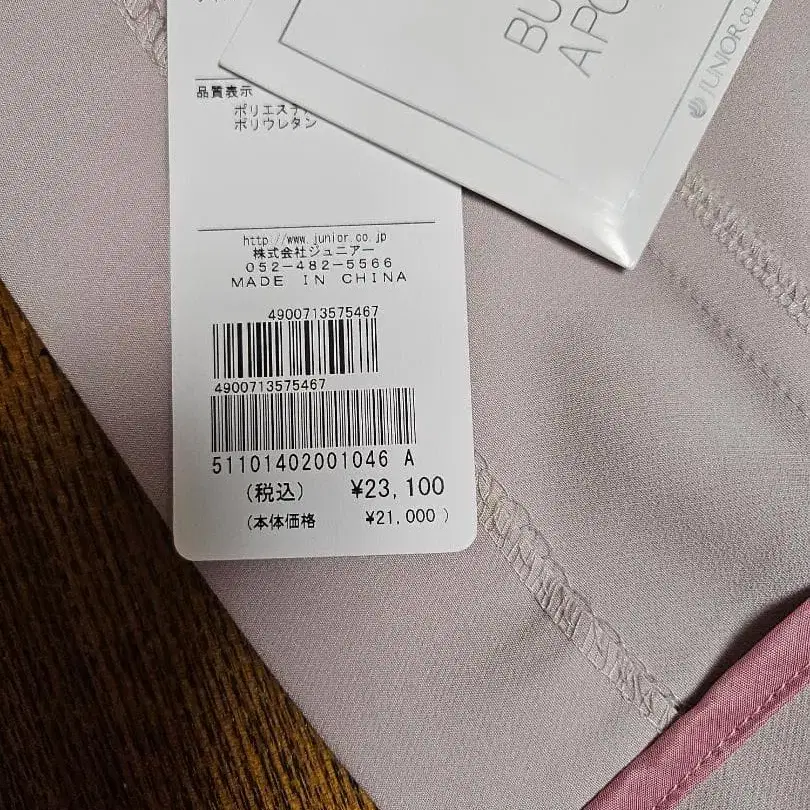 BU
APO
JUNIOR CO.,
品質表示
ポリエステル
ポリウレタン
http //www.junior.co.jp
株式会社ジュニアー
052-482-5566
MADE IN CHINA
4900713575467
4900713575467
51101402001046 A
(税込) ¥23,100
(本体価格 ¥21,000 )